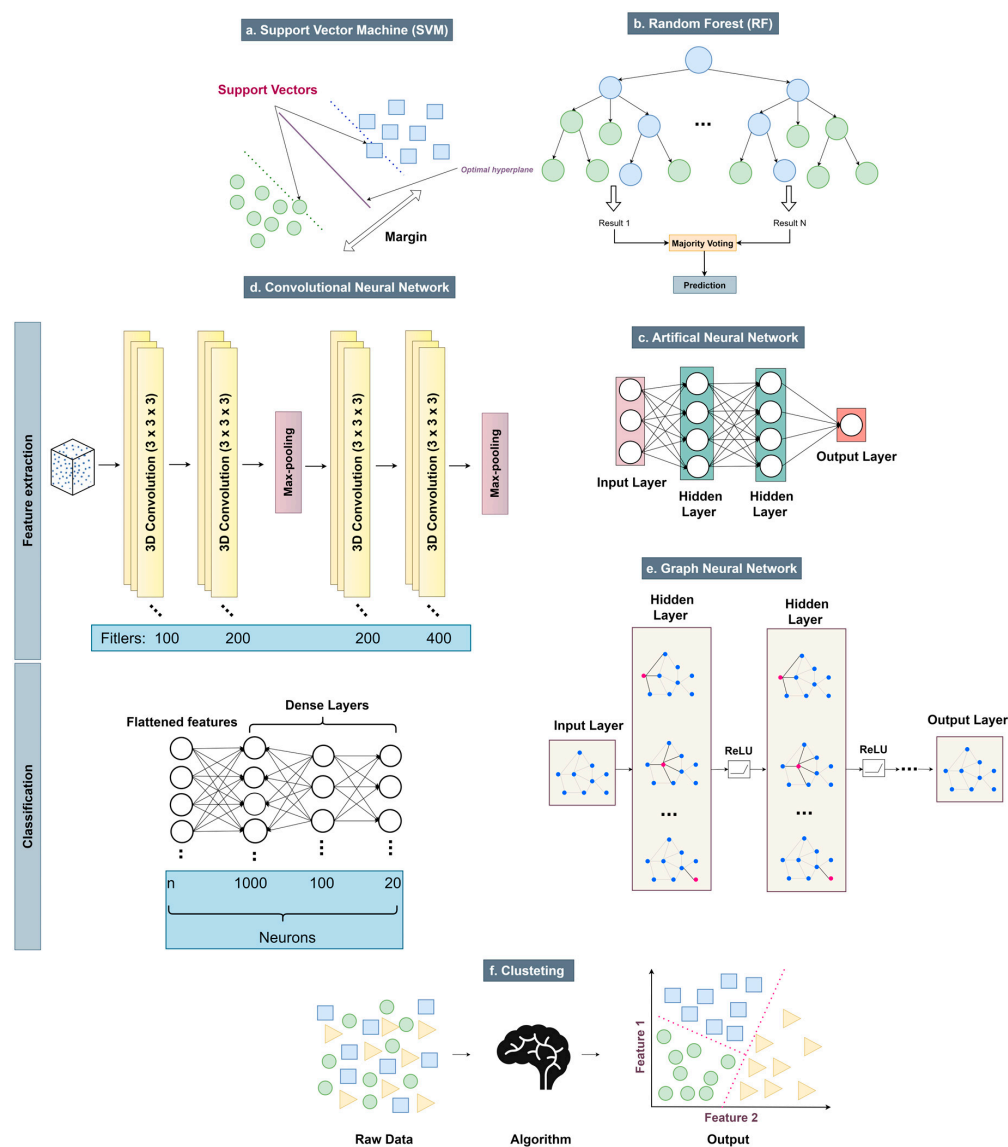 a. Support Vector Machine (SVM)
Support Vectors
Optimal hyperplane
Margin
b. Random Forest (RF)
...
Result 1
Result N
Majority Voting
Prediction
d. Convolutional Neural Network
Feature extraction
3D Convolution (3 x 3 x 3)
3D Convolution (3 x 3 x 3)
Max-pooling
3D Convolution (3 x 3 x 3)
3D Convolution (3 x 3 x 3)
Max-pooling
Fitlers: 100 200 200 400
c. Artifical Neural Network
Input Layer
Hidden
Layer
Hidden
Layer
Output Layer
Classification
Flattened features
Dense Layers
n 1000 100 20
Neurons
e. Graph Neural Network
Hidden
Layer
Hidden
Layer
Input Layer
ReLU
ReLU
Output Layer
...
...
f. Clusteting
Raw Data
Algorithm
Feature 1
Feature 2
Output